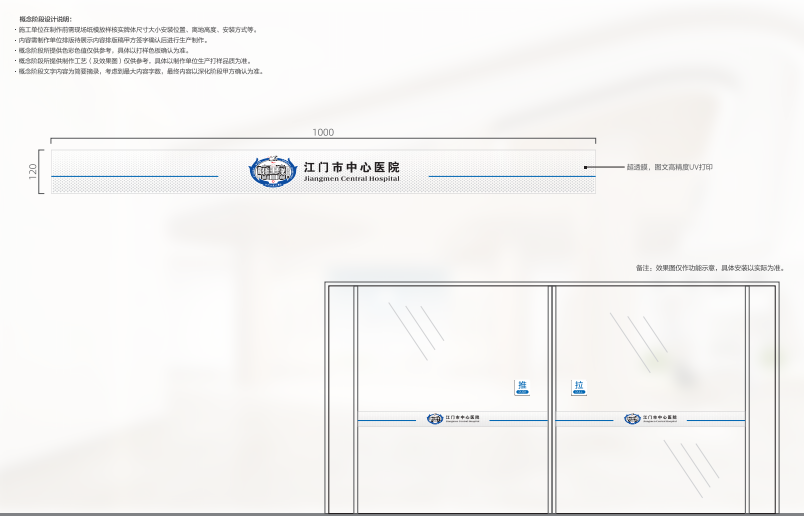 概念阶段设计说明：
· 施工单位在制作前需现场纸模放样核实牌体尺寸大小安装位置、离地高度、安装方式等。
· 内容需制作单位排版待展示内容排版稿甲方签字确认后进行生产制作。
· 概念阶段所提供色彩色值仅供参考，具体以打样色板确认为准。
· 概念阶段所提供制作工艺（及效果图）仅供参考，具体以制作单位生产打样品质为准。
· 概念阶段文字内容为简要摘录，考虑到最大内容字数，最终内容以深化阶段甲方确认为准。
1000
120
江门市中心医院
Jiangmen Central Hospital
超透膜，图文高精度UV打印
备注：效果图仅作功能示意，具体安装以实际为准。
推
拉
江门市中心医院
Jiangmen Central Hospital
江门市中心医院
Jiangmen Central Hospital